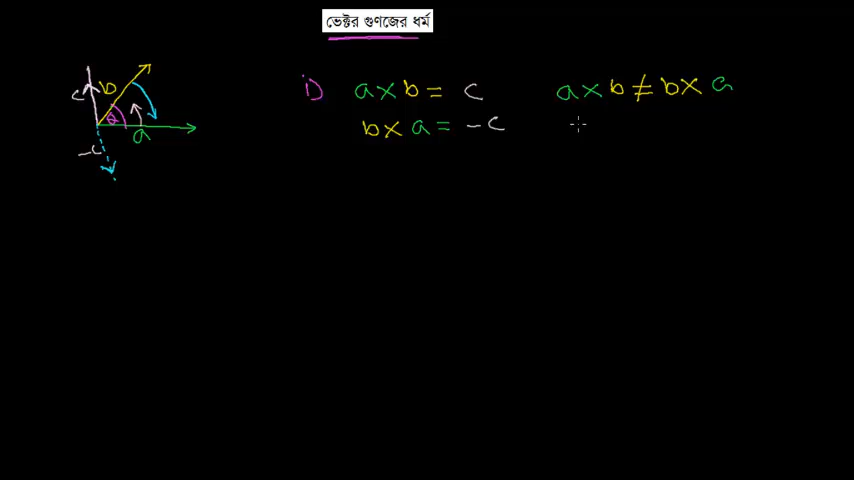 ভেক্টর গুণজের ধর্ম
i) a × b = c a × b ≠ b × a
b × a = -c
c b θ a
-c